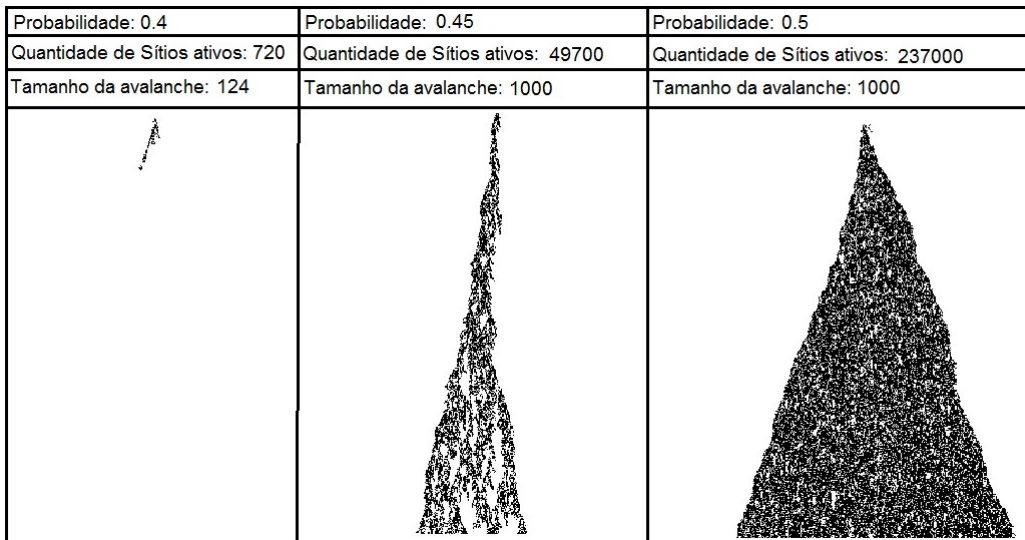 Probabilidade: 0.4
Quantidade de Sítios ativos: 720
Tamanho da avalanche: 124
Probabilidade: 0.45
Quantidade de Sítios ativos: 49700
Tamanho da avalanche: 1000
Probabilidade: 0.5
Quantidade de Sítios ativos: 237000
Tamanho da avalanche: 1000